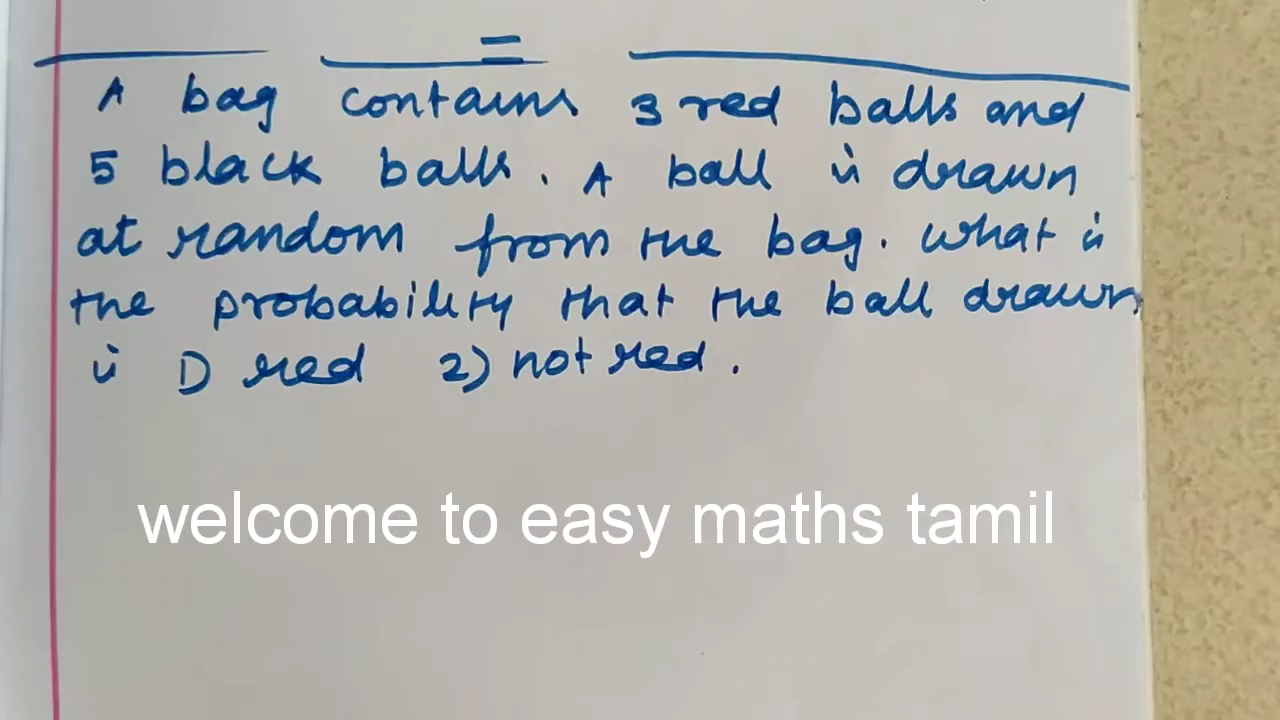 A bag contains 3 red balls and
5 black balls. A ball is drawn
at random from the bag. What is
the probability that the ball drawn
is 1) red 2) not red.
welcome to easy maths tamil